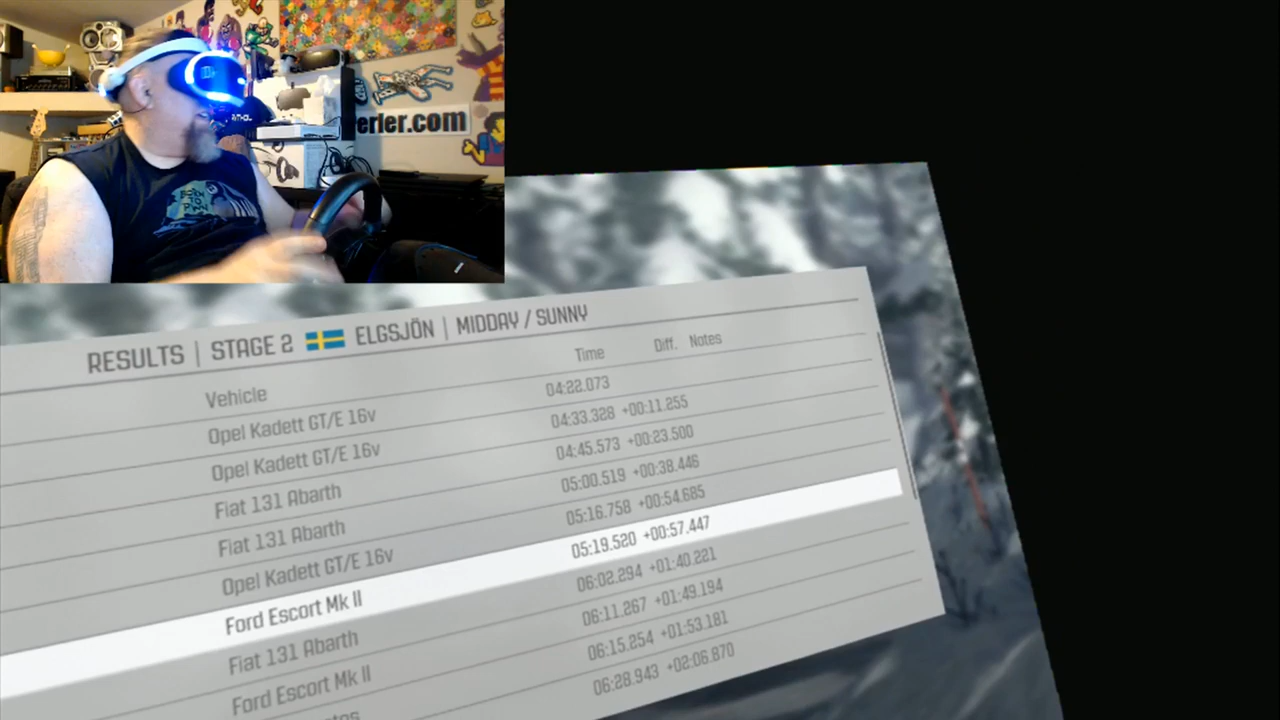 erler.com
RESULTS | STAGE 2 ELGSJÖN | MIDDAY / SUNNY
Vehicle Time Diff. Notes
Opel Kadett GT/E 16v 04:22.073
Opel Kadett GT/E 16v 04:33.328 +00:11.255
Fiat 131 Abarth 04:45.573 +00:23.500
Fiat 131 Abarth 05:00.519 +00:38.446
Opel Kadett GT/E 16v 05:16.758 +00:54.685
Ford Escort Mk II 05:19.520 +00:57.447
Fiat 131 Abarth 06:02.294 +01:40.221
Ford Escort Mk II 06:11.267 +01:49.194
06:15.254 +01:53.181
06:28.943 +02:06.870